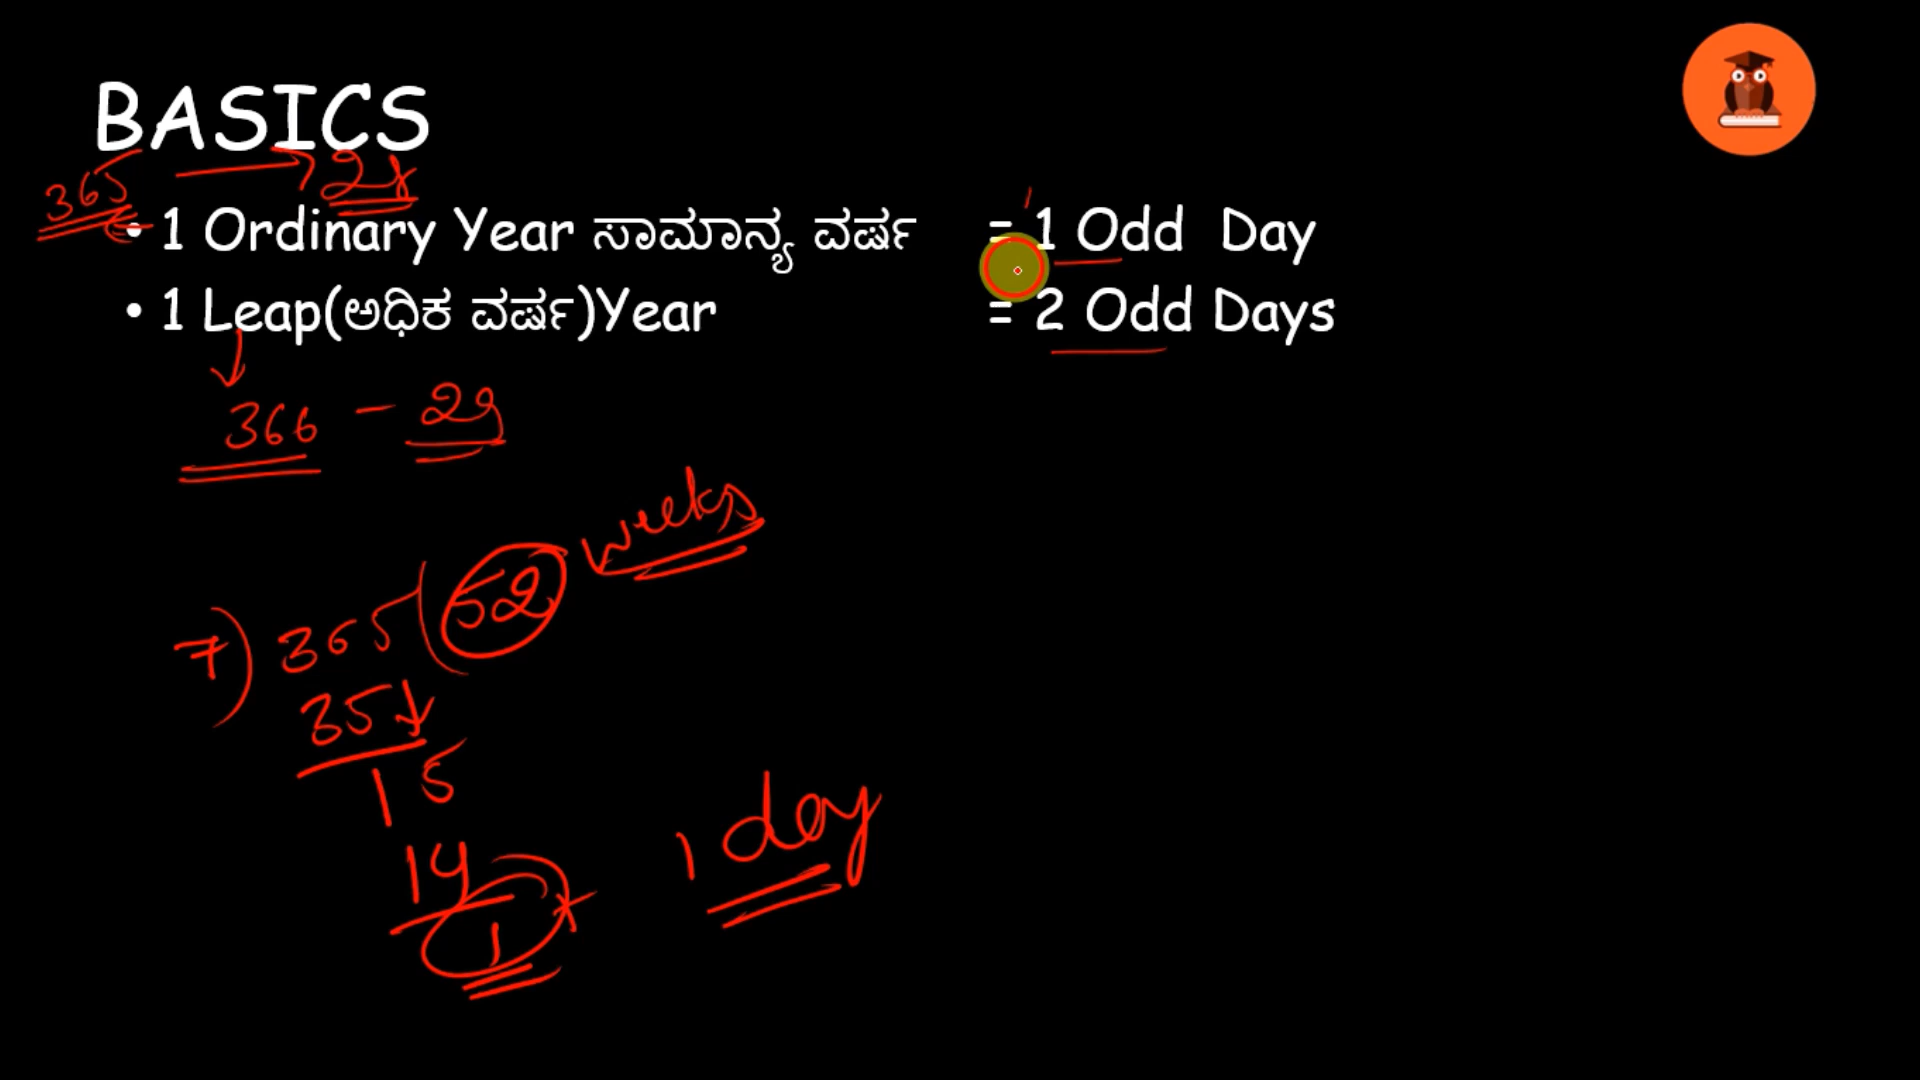 BASICS
365 28
• 1 Ordinary Year ಸಾಮಾನ್ಯ ವರ್ಷ = 1 Odd Day
• 1 Leap(ಅಧಿಕ ವರ್ಷ)Year = 2 Odd Days
366 - 29
weeks
7) 365 (52
35
15
14
1
1 day